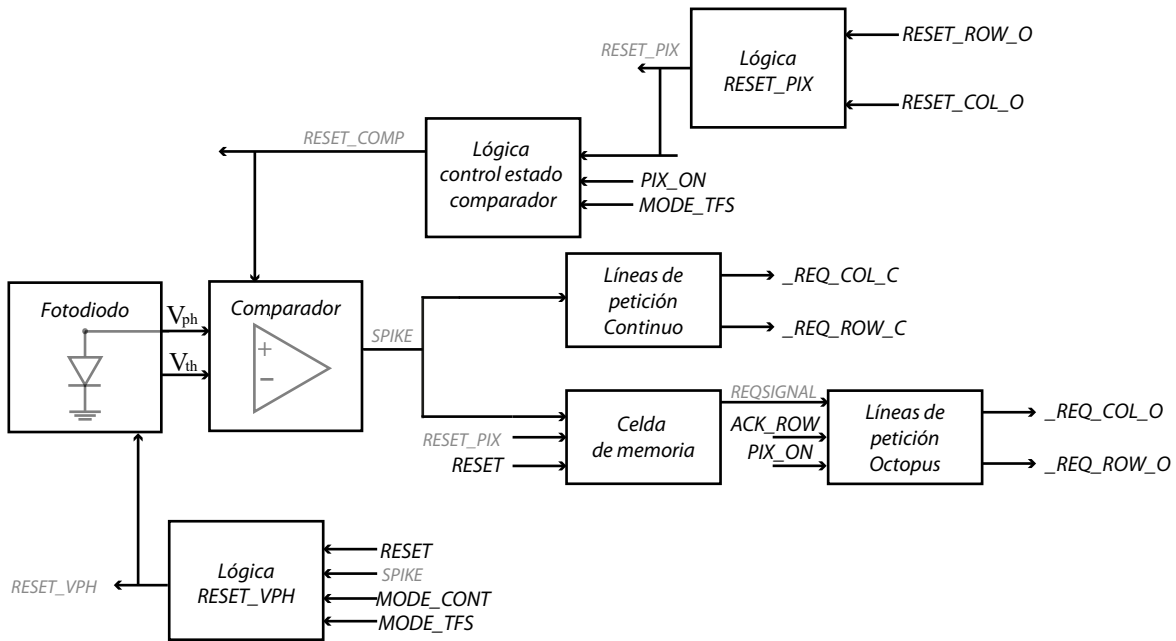 RESET_ROW_O
RESET_PIX
Lógica
RESET_PIX
RESET_COL_O
RESET_COMP
Lógica
control estado
comparador
PIX_ON
MODE_TFS
Fotodiodo
Vph
Vth
Comparador
+
−
SPIKE
Líneas de
petición
Continuo
_REQ_COL_C
_REQ_ROW_C
RESET_PIX
RESET
Celda
de memoria
REQSIGNAL
ACK_ROW
PIX_ON
Líneas de
petición
Octopus
_REQ_COL_O
_REQ_ROW_O
RESET_VPH
Lógica
RESET_VPH
RESET
SPIKE
MODE_CONT
MODE_TFS